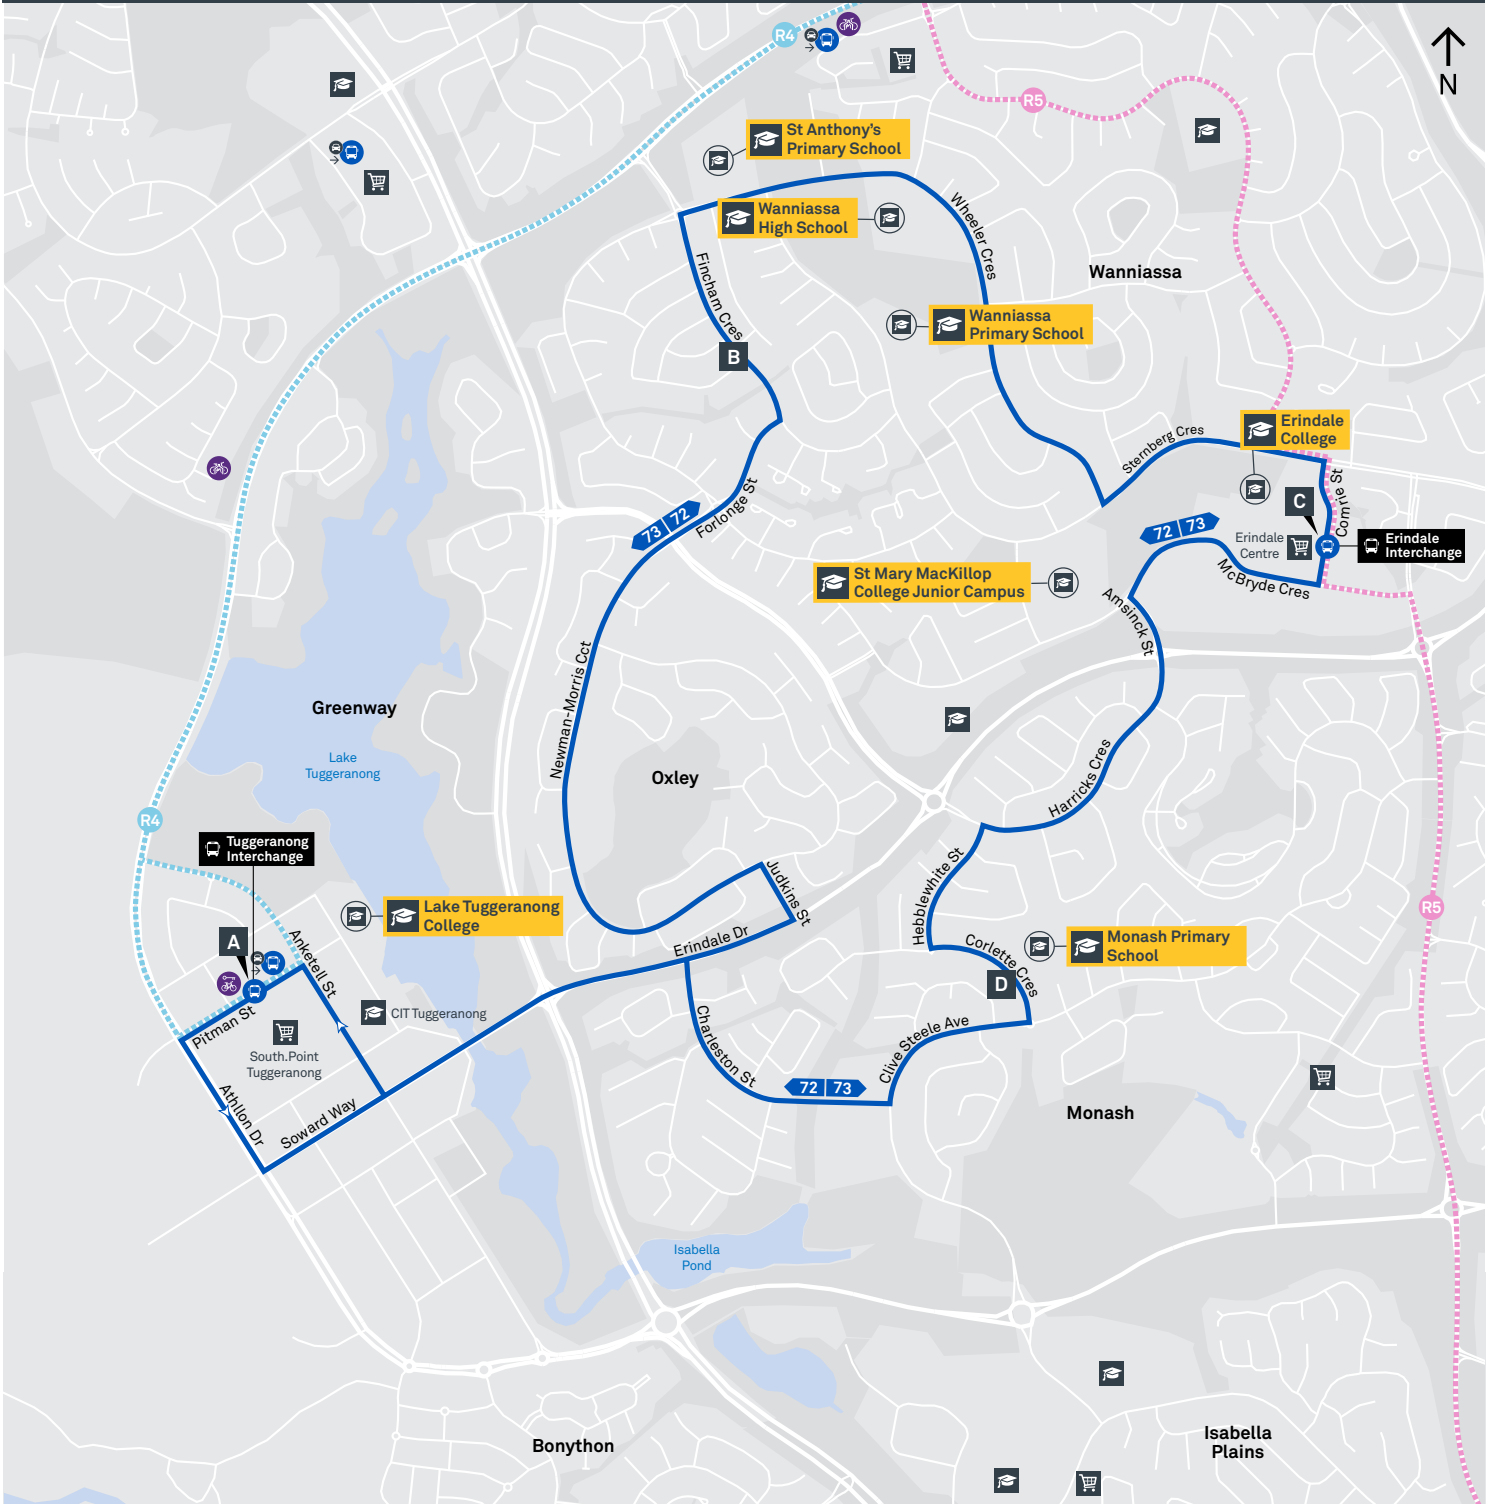 R4
N
R5
St Anthony's
Primary School
Wanniassa
High School
Wheeler Cres
Fincham Cres
Wanniassa
Wanniassa
Primary School
B
Sternberg Cres
Erindale
College
C
Comrie St
73 72
Forlonge St
72 73
Erindale
Centre
Erindale
Interchange
McBryde Cres
St Mary MacKillop
College Junior Campus
Amsinck St
Newman-Morris Cct
Greenway
Lake
Tuggeranong
Oxley
Harricks Cres
R4
Tuggeranong
Interchange
Judkins St
Hebblewhite St
R5
Lake Tuggeranong
College
A
Anketell St
Erindale Dr
Corlette Cres
Monash Primary
School
D
Pitman St
CIT Tuggeranong
South.Point
Tuggeranong
Charleston St
Clive Steele Ave
72 73
Athllon Dr
Soward Way
Monash
Isabella
Pond
Bonython
Isabella
Plains